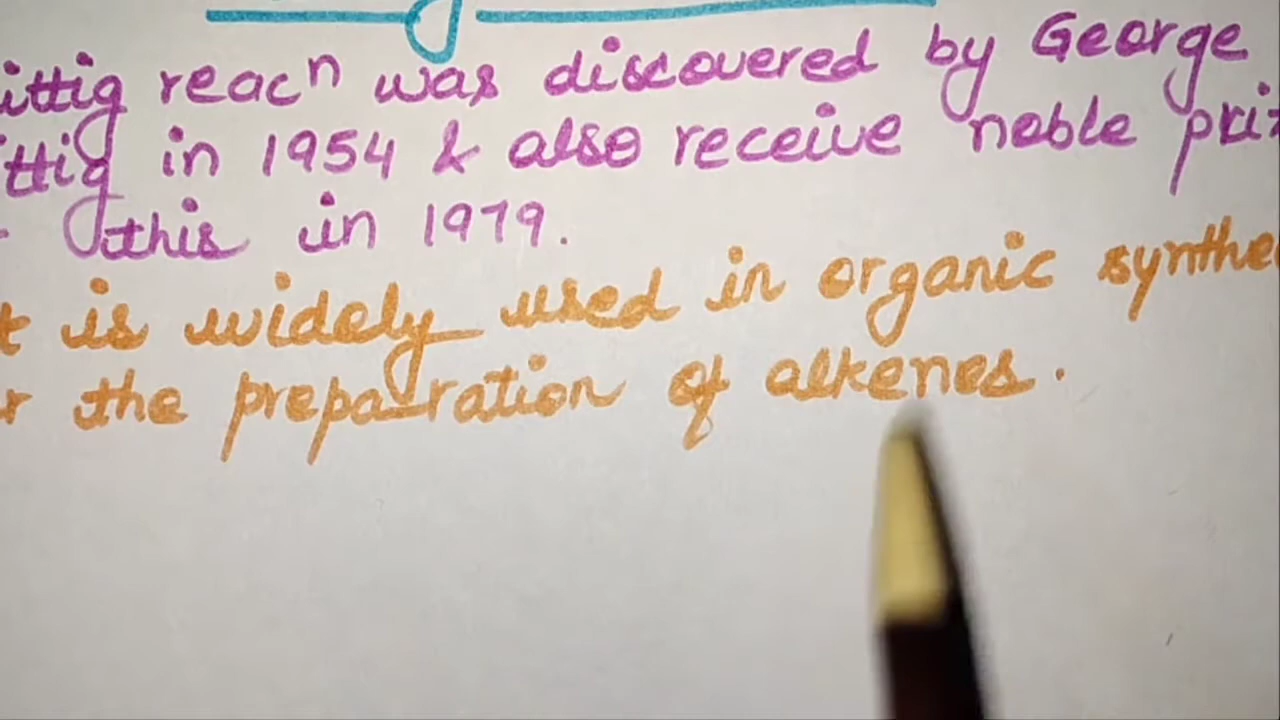 ittig reacn was discovered by George
ttig in 1954 & also receive noble priz
this in 1979.
t is widely used in organic synthe
r the preparation of alkenes.